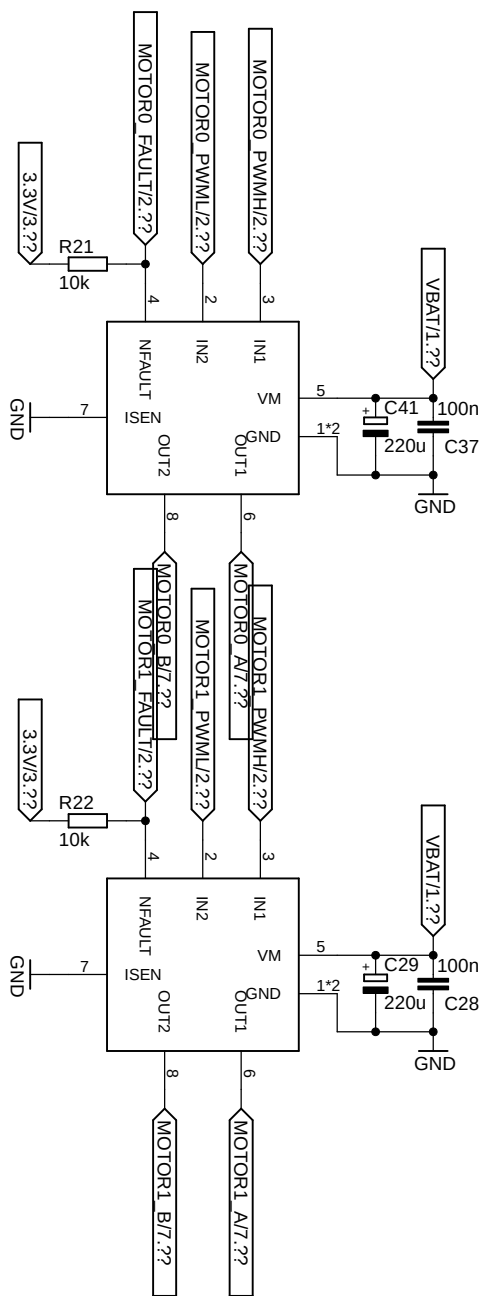 MOTOR0_FAULT/2.??
MOTOR0_PWML/2.??
MOTOR0_PWMH/2.??
3.3V/3.??
R21
10k
VBAT/1.??
4
2
3
NFAULT
IN2
IN1
VM
5
C41
100n
GND
7
ISEN
GND
1*2
220u
C37
OUT2
OUT1
GND
8
6
MOTOR0_B/7.??
MOTOR0_A/7.??
MOTOR1_FAULT/2.??
MOTOR1_PWML/2.??
MOTOR1_PWMH/2.??
3.3V/3.??
R22
10k
VBAT/1.??
4
2
3
NFAULT
IN2
IN1
VM
5
C29
100n
GND
7
ISEN
GND
1*2
220u
C28
OUT2
OUT1
GND
8
6
MOTOR1_B/7.??
MOTOR1_A/7.??